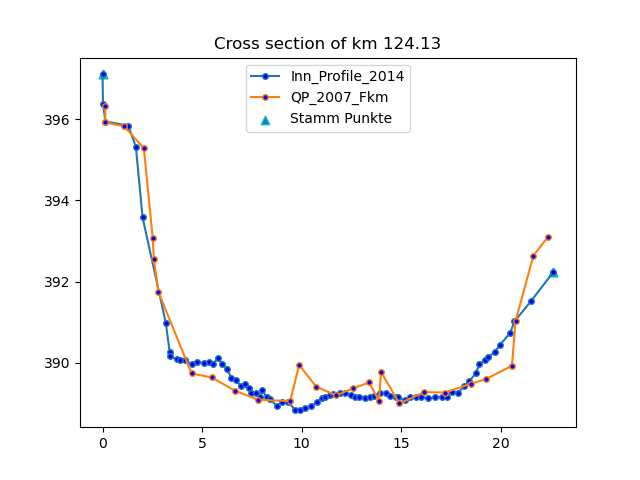 Cross section of km 124.13
Inn_Profile_2014
QP_2007_Fkm
Stamm Punkte
396
394
392
390
0 5 10 15 20